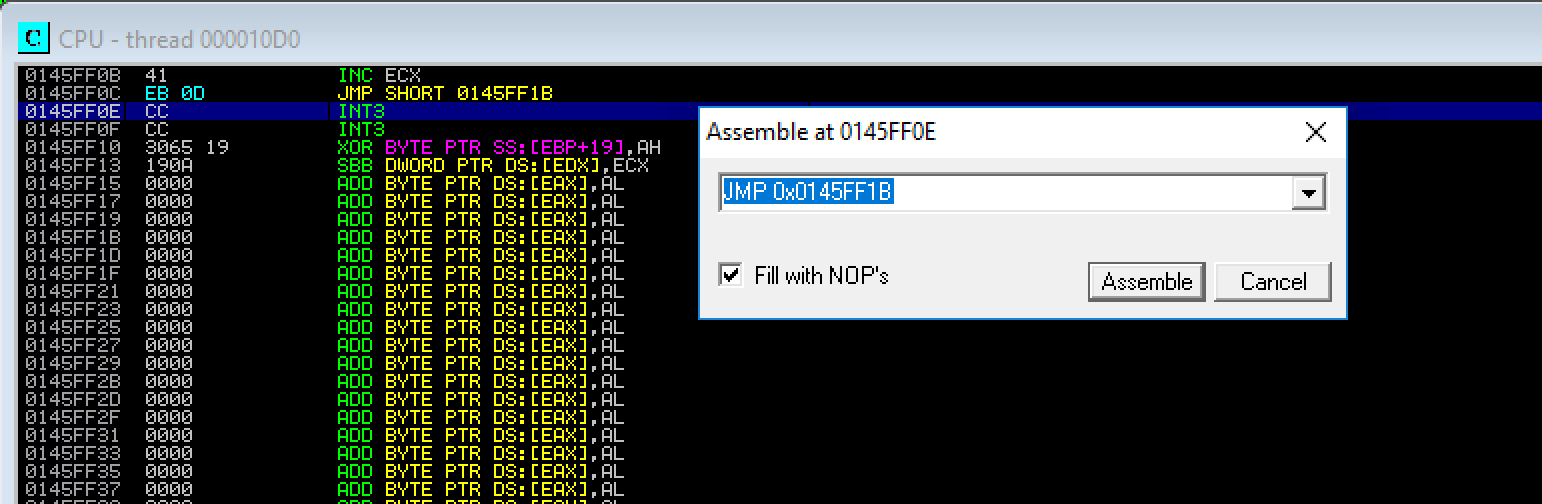 C CPU - thread 000010D0
0145FF0B 41 INC ECX
0145FF0C EB 0D JMP SHORT 0145FF1B
0145FF0E CC INT3
0145FF0F CC INT3
0145FF10 3065 19 XOR BYTE PTR SS:[EBP+19],AH
0145FF13 190A SBB DWORD PTR DS:[EDX],ECX
0145FF15 0000 ADD BYTE PTR DS:[EAX],AL
0145FF17 0000 ADD BYTE PTR DS:[EAX],AL
0145FF19 0000 ADD BYTE PTR DS:[EAX],AL
0145FF1B 0000 ADD BYTE PTR DS:[EAX],AL
0145FF1D 0000 ADD BYTE PTR DS:[EAX],AL
0145FF1F 0000 ADD BYTE PTR DS:[EAX],AL
0145FF21 0000 ADD BYTE PTR DS:[EAX],AL
0145FF23 0000 ADD BYTE PTR DS:[EAX],AL
0145FF25 0000 ADD BYTE PTR DS:[EAX],AL
0145FF27 0000 ADD BYTE PTR DS:[EAX],AL
0145FF29 0000 ADD BYTE PTR DS:[EAX],AL
0145FF2B 0000 ADD BYTE PTR DS:[EAX],AL
0145FF2D 0000 ADD BYTE PTR DS:[EAX],AL
0145FF2F 0000 ADD BYTE PTR DS:[EAX],AL
0145FF31 0000 ADD BYTE PTR DS:[EAX],AL
0145FF33 0000 ADD BYTE PTR DS:[EAX],AL
0145FF35 0000 ADD BYTE PTR DS:[EAX],AL
0145FF37 0000 ADD BYTE PTR DS:[EAX],AL
Assemble at 0145FF0E
JMP 0x0145FF1B
Fill with NOP's
Assemble Cancel